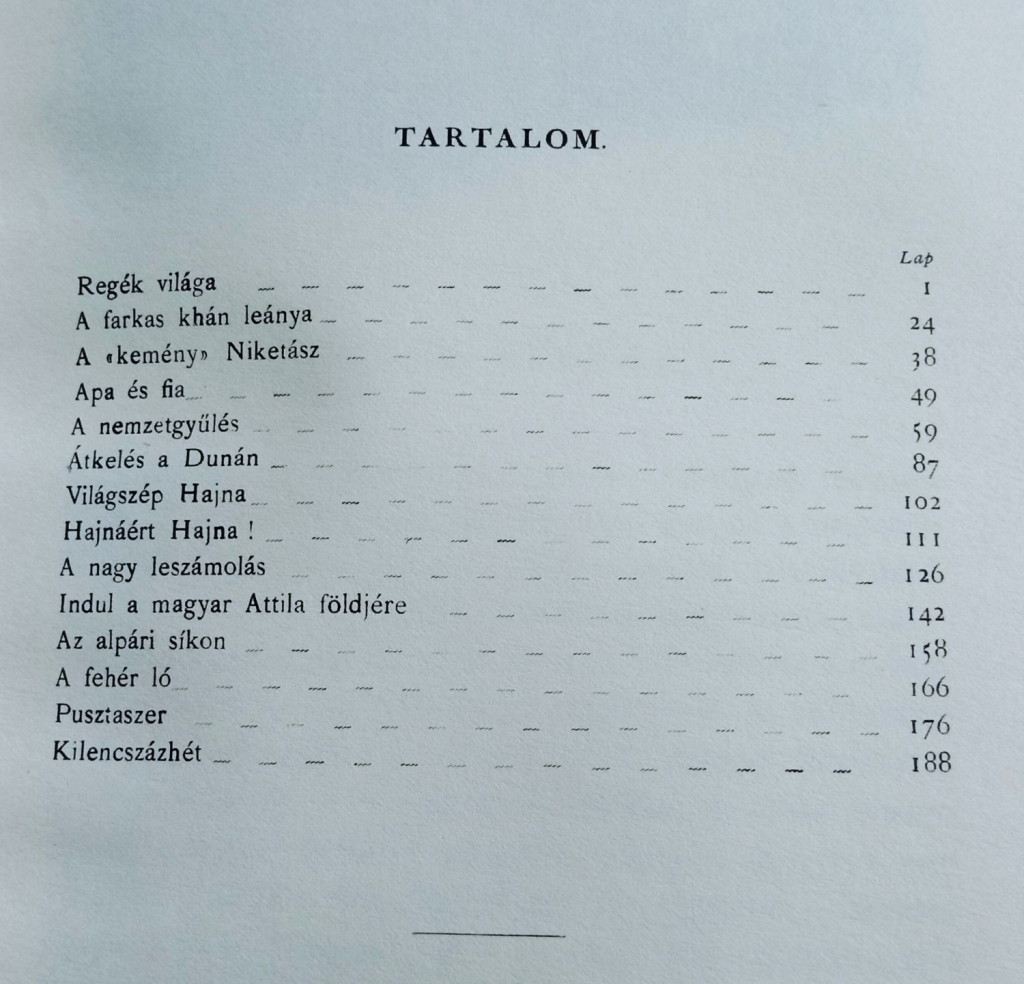 TARTALOM.
Lap
Regék világa 1
A farkas khán leánya 24
A «kemény» Niketász 38
Apa és fia 49
A nemzetgyűlés 59
Átkelés a Dunán 87
Világszép Hajna 102
Hajnáért Hajna ! 111
A nagy leszámolás 126
Indul a magyar Attila földjére 142
Az alpári síkon 158
A fehér ló 166
Pusztaszer 176
Kilencszázhét 188